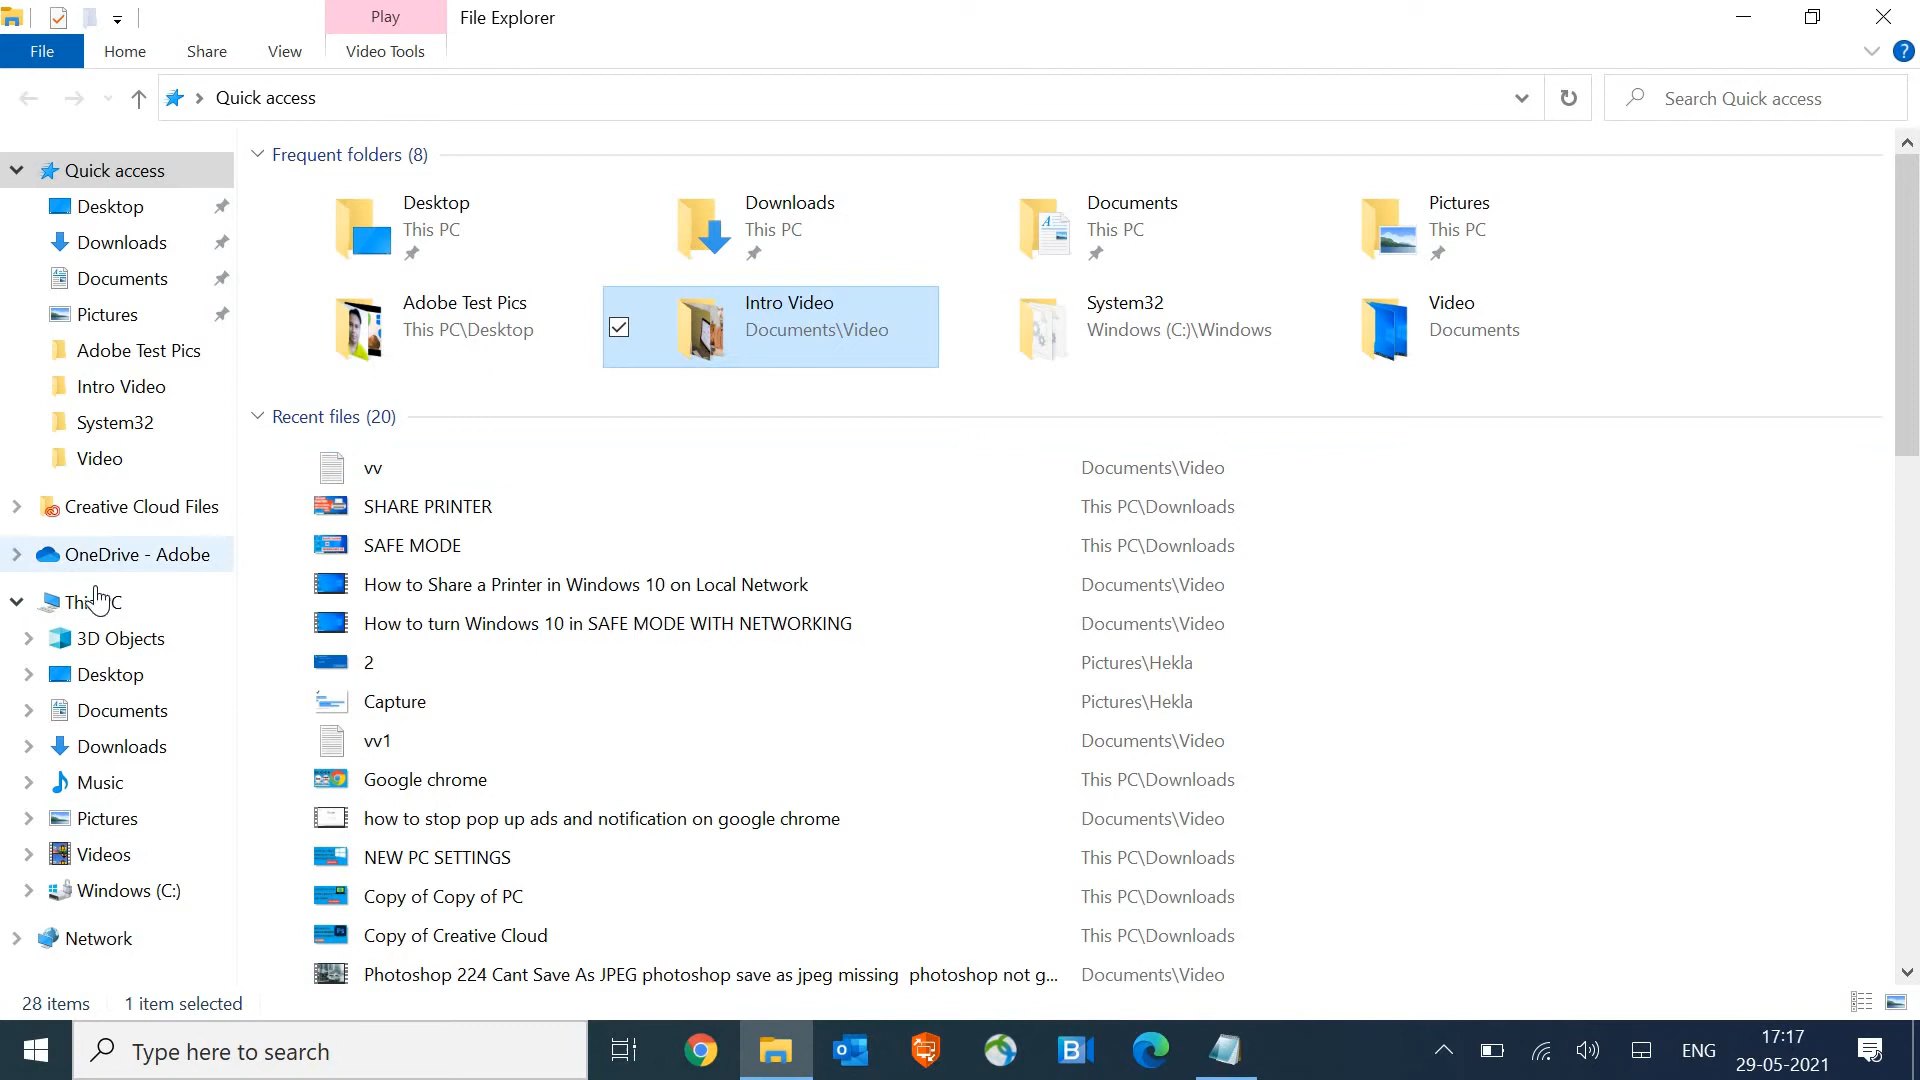 Play
File Explorer
File
Home
Share
View
Video Tools
?
Quick access
Search Quick access
Quick access
Desktop
Downloads
Documents
Pictures
Adobe Test Pics
Intro Video
System32
Video
Creative Cloud Files
OneDrive - Adobe
This PC
3D Objects
Desktop
Documents
Downloads
Music
Pictures
Videos
Windows (C:)
Network
Frequent folders (8)
Desktop
This PC
Downloads
This PC
Documents
This PC
Pictures
This PC
Adobe Test Pics
This PC\Desktop
Intro Video
Documents\Video
System32
Windows (C:)\Windows
Video
Documents
Recent files (20)
vv Documents\Video
SHARE PRINTER This PC\Downloads
SAFE MODE This PC\Downloads
How to Share a Printer in Windows 10 on Local Network Documents\Video
How to turn Windows 10 in SAFE MODE WITH NETWORKING Documents\Video
2 Pictures\Hekla
Capture Pictures\Hekla
vv1 Documents\Video
Google chrome This PC\Downloads
how to stop pop up ads and notification on google chrome Documents\Video
NEW PC SETTINGS This PC\Downloads
Copy of Copy of PC This PC\Downloads
Copy of Creative Cloud This PC\Downloads
Photoshop 224 Cant Save As JPEG photoshop save as jpeg missing photoshop not g... Documents\Video
28 items 1 item selected
Type here to search
ENG
17:17
29-05-2021